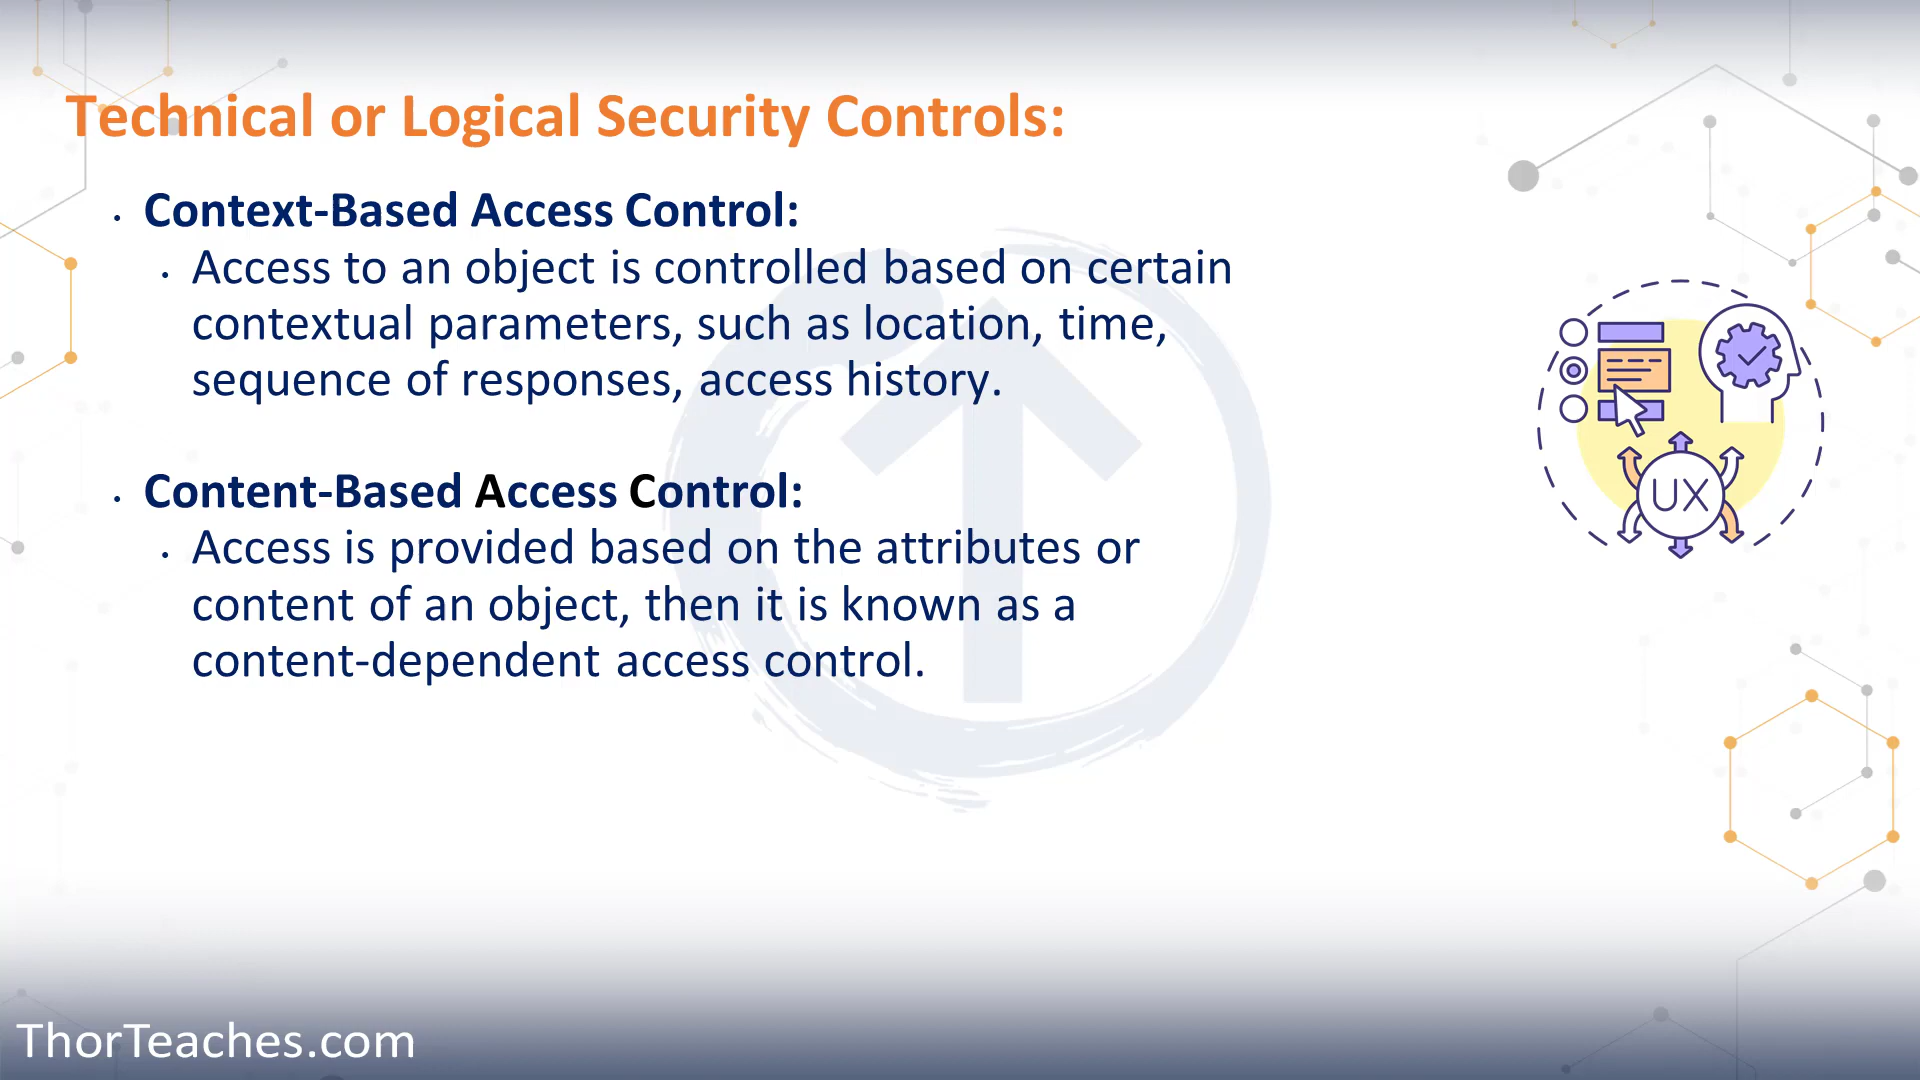 Technical or Logical Security Controls:
• Context-Based Access Control:
• Access to an object is controlled based on certain
contextual parameters, such as location, time,
sequence of responses, access history.
• Content-Based Access Control:
• Access is provided based on the attributes or
content of an object, then it is known as a
content-dependent access control.
UX
ThorTeaches.com